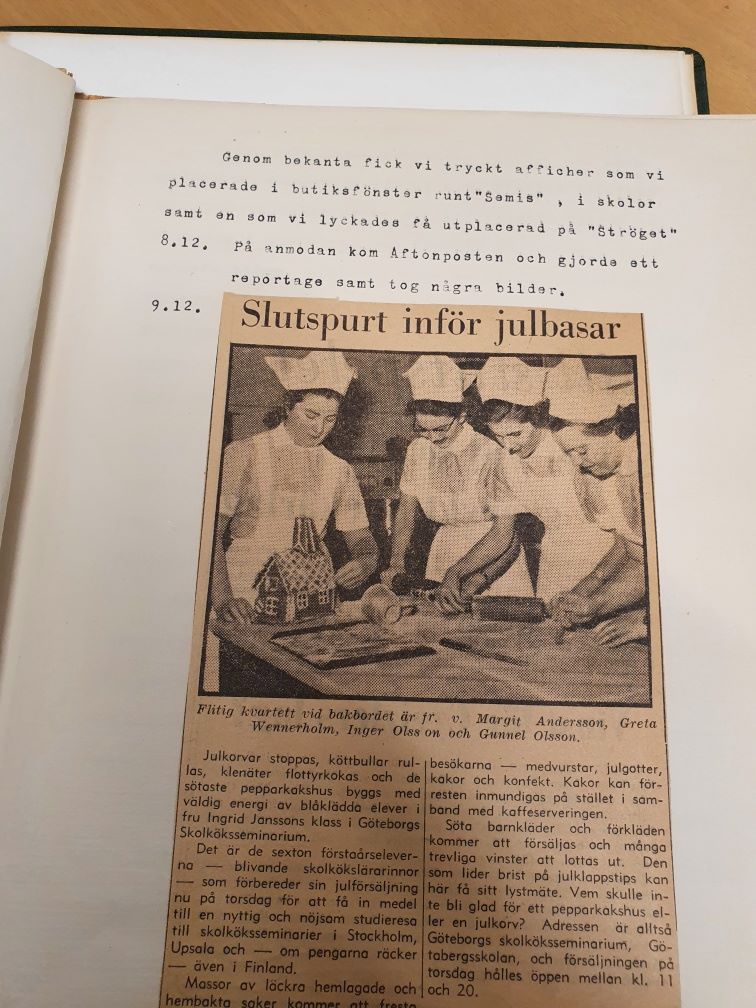 Genom bekanta fick vi tryckt afficher som vi
placerade i butiksfönster runt"Semis" , i skolor
samt en som vi lyckades få utplacerad på "Ströget"
8.12. På anmodan kom Aftonposten och gjorde ett
reportage samt tog några bilder.
9.12.
Slutspurt inför julbasar
Flitig kvartett vid bakbordet är fr. v. Margit Andersson, Greta
Wennerholm, Inger Olss on och Gunnel Olsson.
Julkorvar stoppas, köttbullar rul-
las, klenäter flottyrkokas och de
sötaste pepparkakshus byggs med
väldig energi av blåklädda elever i
fru Ingrid Janssons klass i Göteborgs
Skolköksseminarium.
Det är de sexton förstaårselever-
na — blivande skolkökslärarinnor
— som förbereder sin julförsäljning
nu på torsdag för att få in medel
till en nyttig och nöjsam studieresa
till skolköksseminarier i Stockholm,
Upsala och — om pengarna räcker
— även i Finland.
Massor av läckra hemlagade och
hembakta saker kommer att fresta
besökarna — medvurstar, julgotter,
kakor och konfekt. Kakor kan för-
resten inmundigas på stället i sam-
band med kaffeserveringen.
Söta barnkläder och förkläden
kommer att försäljas och många
trevliga vinster att lottas ut. Den
som lider brist på julklappstips kan
här få sitt lystmäte. Vem skulle in-
te bli glad för ett pepparkakshus el-
ler en julkorv? Adressen är alltså
Göteborgs skolköksseminarium, Gö-
tabergsskolan, och försäljningen på
torsdag hålles öppen mellan kl. 11
och 20.